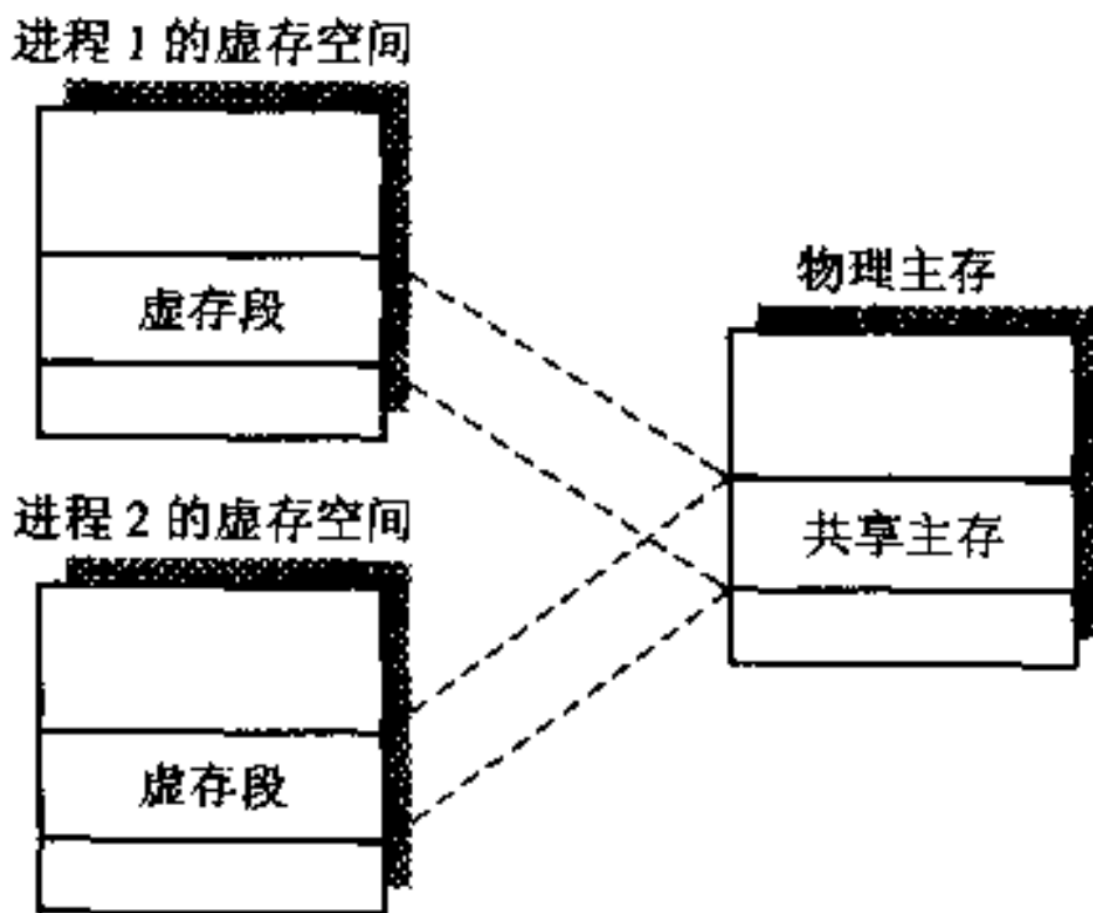 进程 1 的虚存空间
虚存段
进程 2 的虚存空间
虚存段
物理主存
共享主存